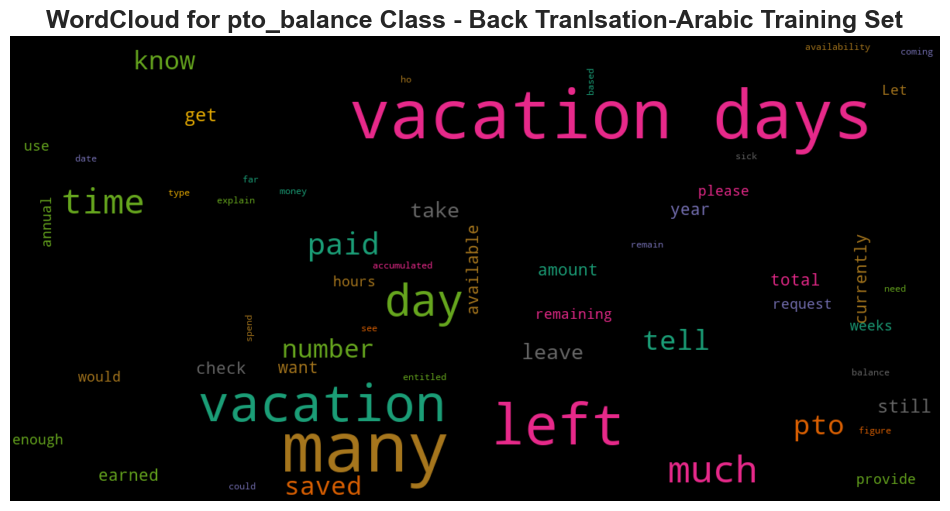 WordCloud for pto_balance Class - Back Tranlsation-Arabic Training Set
availability
coming
know
ho
based
Let
get
vacation days
use
date
sick
far
type
money
explain
please
time
annual
take
year
paid
available
remain
currently
accumulated
amount
hours
total
need
day
request
remaining
weeks
spend
see
tell
number
leave
check
want
balance
would
entitled
vacation
still
left
pto
figure
enough
many
much
earned
saved
could
provide